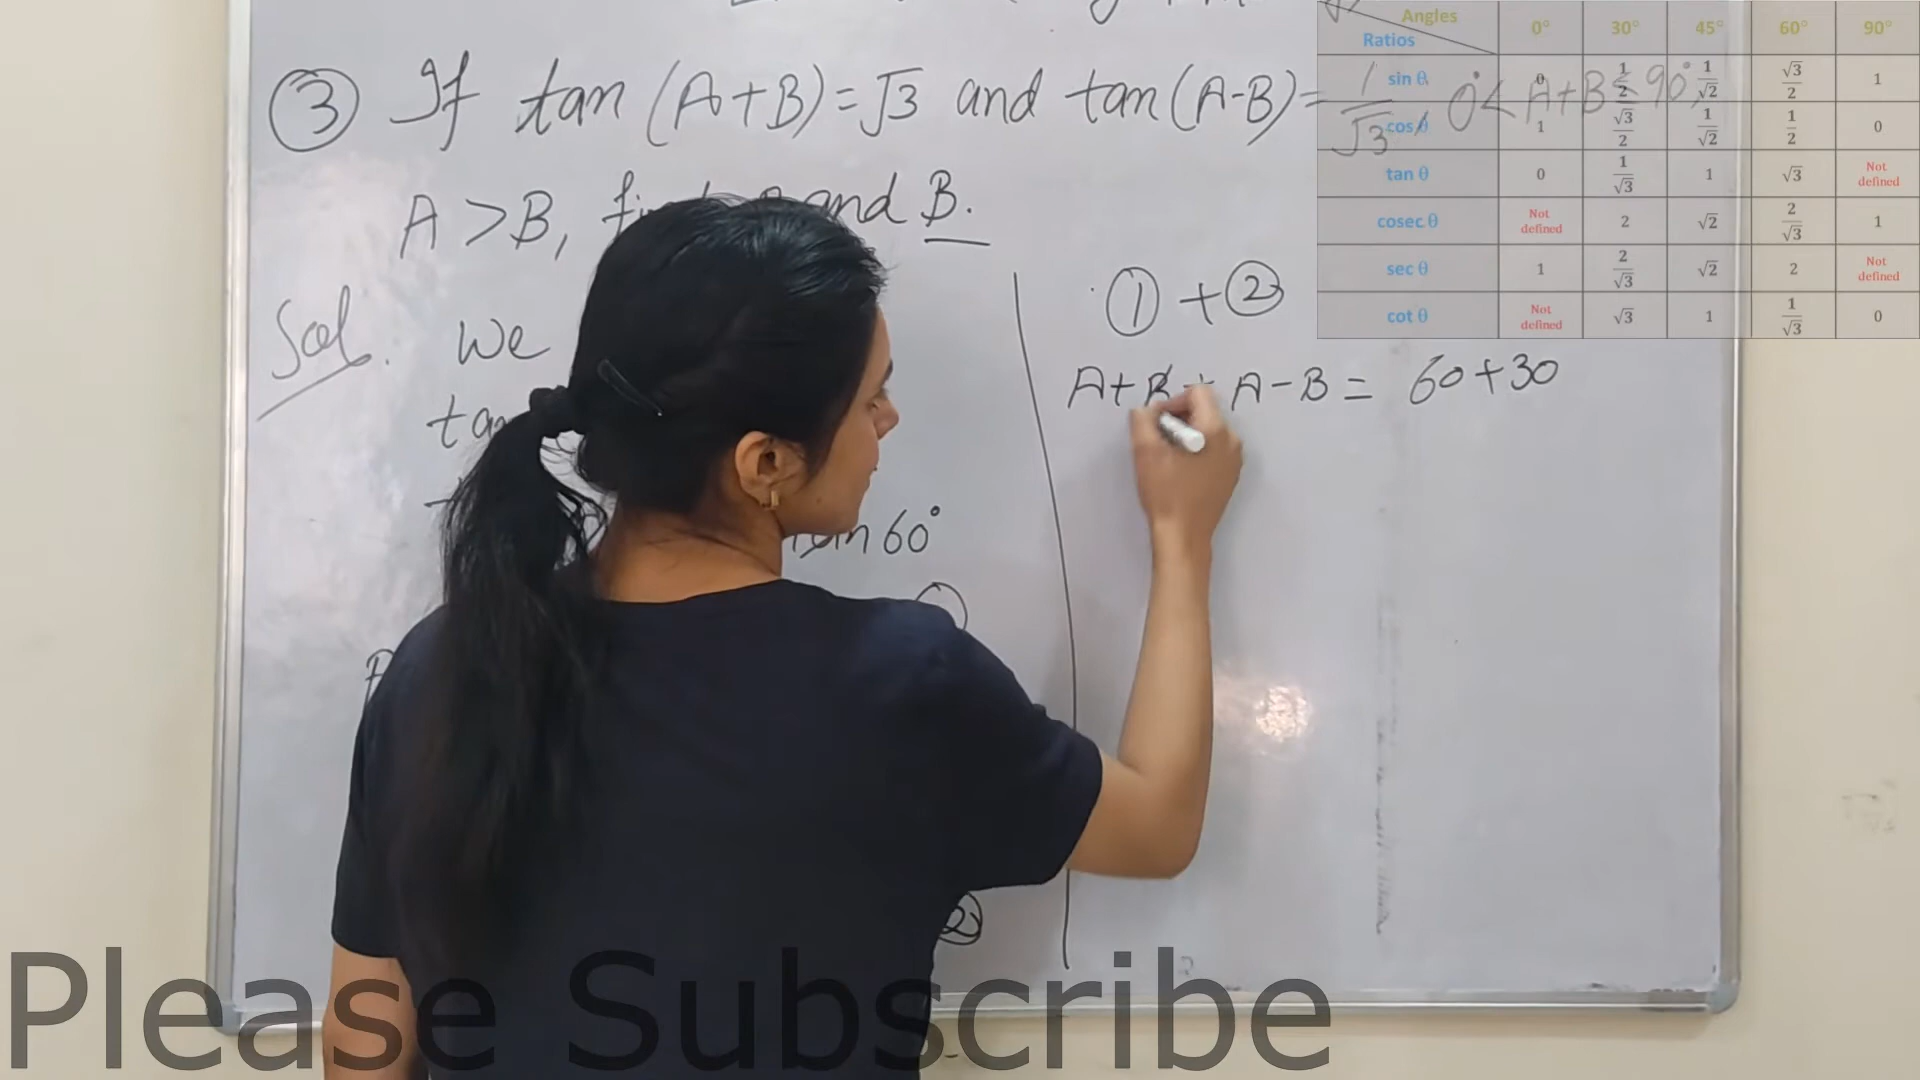 ③ If tan (A+B)=√3 and tan(A-B)= 1/√3, 0°< A+B ≤ 90°,
A >B, and B.
Sol. We
tan 60°
①
②
① + ②
A+B + A-B = 60+30
Angles 0° 30° 45° 60° 90°
Ratios
sin θ 0 1/2 1/√2 √3/2 1
cos θ 1 √3/2 1/√2 1/2 0
tan θ 0 1/√3 1 √3 Not defined
cosec θ Not defined 2 √2 2/√3 1
sec θ 1 2/√3 √2 2 Not defined
cot θ Not defined √3 1 1/√3 0
Please Subscribe